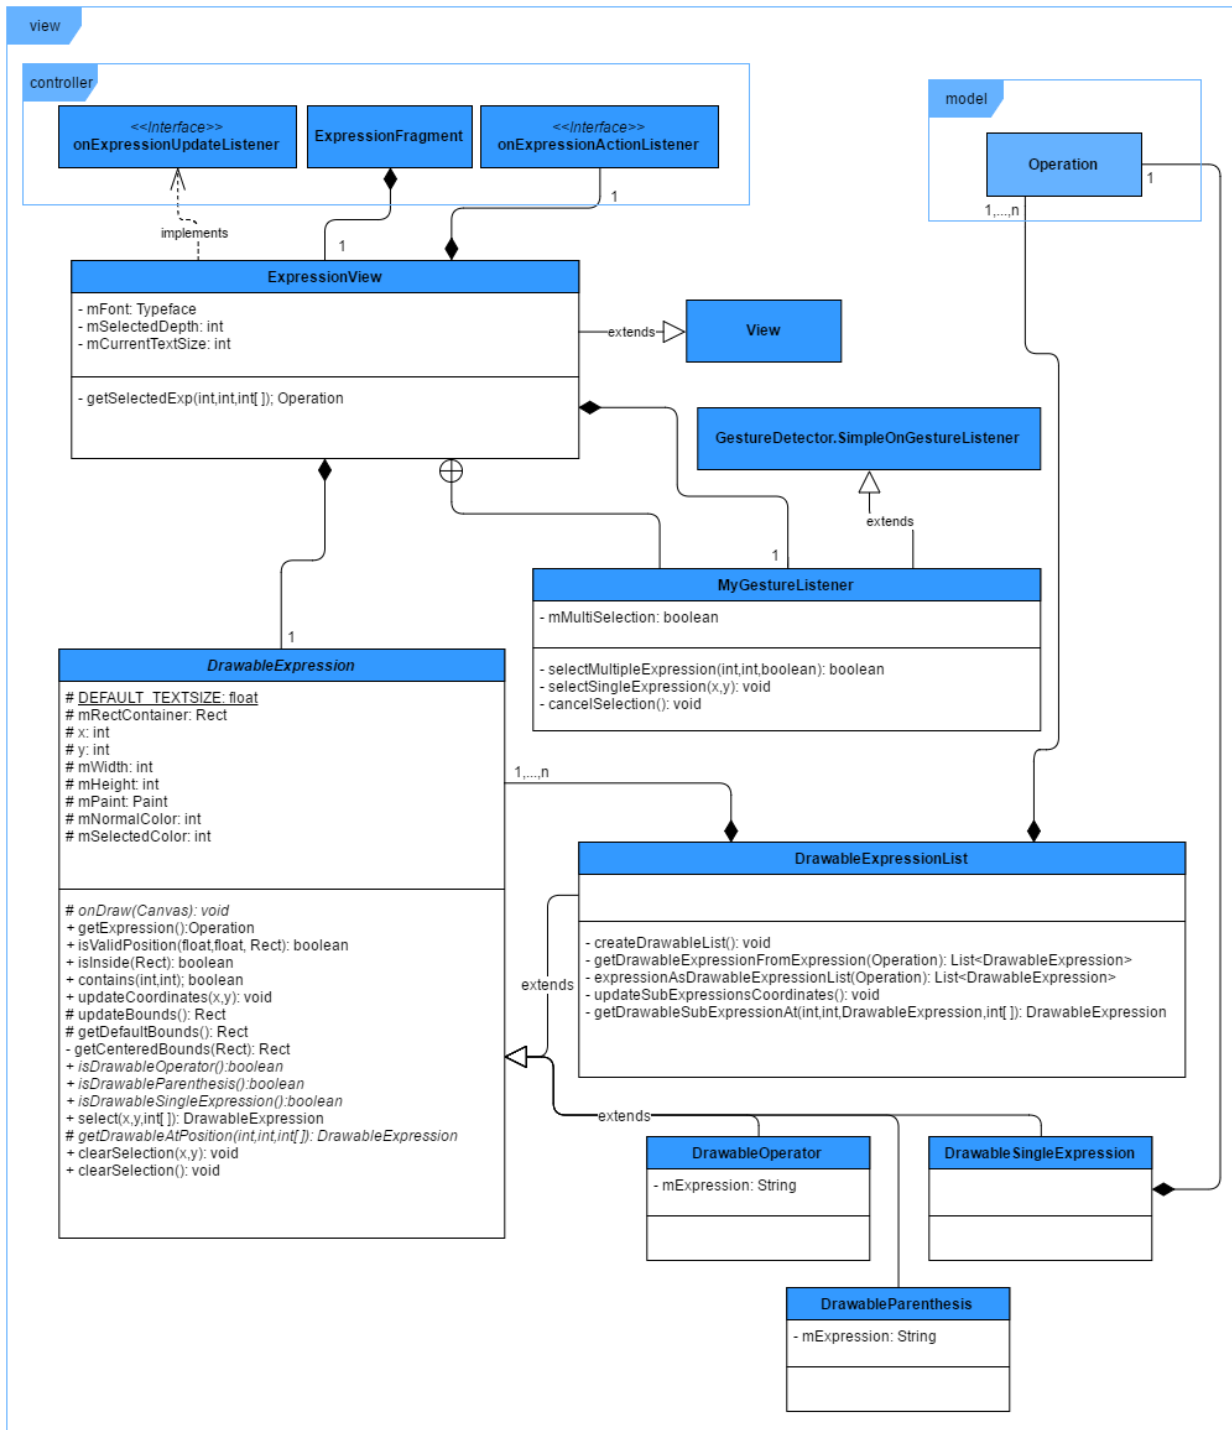 view
controller
model
<<Interface>>
onExpressionUpdateListener
ExpressionFragment
<<Interface>>
onExpressionActionListener
Operation
1
1
1,...,n
implements
1
ExpressionView
- mFont: Typeface
- mSelectedDepth: int
- mCurrentTextSize: int
- getSelectedExp(int,int,int[ ]); Operation
extends
View
GestureDetector.SimpleOnGestureListener
extends
1
MyGestureListener
- mMultiSelection: boolean
- selectMultipleExpression(int,int,boolean): boolean
- selectSingleExpression(x,y): void
- cancelSelection(): void
1
DrawableExpression
# DEFAULT_TEXTSIZE: float
# mRectContainer: Rect
# x: int
# y: int
# mWidth: int
# mHeight: int
# mPaint: Paint
# mNormalColor: int
# mSelectedColor: int
# onDraw(Canvas): void
+ getExpression():Operation
+ isValidPosition(float,float, Rect): boolean
+ isInside(Rect): boolean
+ contains(int,int); boolean
+ updateCoordinates(x,y): void
# updateBounds(): Rect
# getDefaultBounds(): Rect
- getCenteredBounds(Rect): Rect
+ isDrawableOperator():boolean
+ isDrawableParenthesis():boolean
+ isDrawableSingleExpression():boolean
+ select(x,y,int[ ]): DrawableExpression
# getDrawableAtPosition(int,int,int[ ]): DrawableExpression
+ clearSelection(x,y): void
+ clearSelection(): void
1,...,n
DrawableExpressionList
- createDrawableList(): void
- getDrawableExpressionFromExpression(Operation): List<DrawableExpression>
- expressionAsDrawableExpressionList(Operation): List<DrawableExpression>
- updateSubExpressionsCoordinates(): void
- getDrawableSubExpressionAt(int,int,DrawableExpression,int[ ]): DrawableExpression
extends
extends
DrawableOperator
- mExpression: String
DrawableSingleExpression
DrawableParenthesis
- mExpression: String